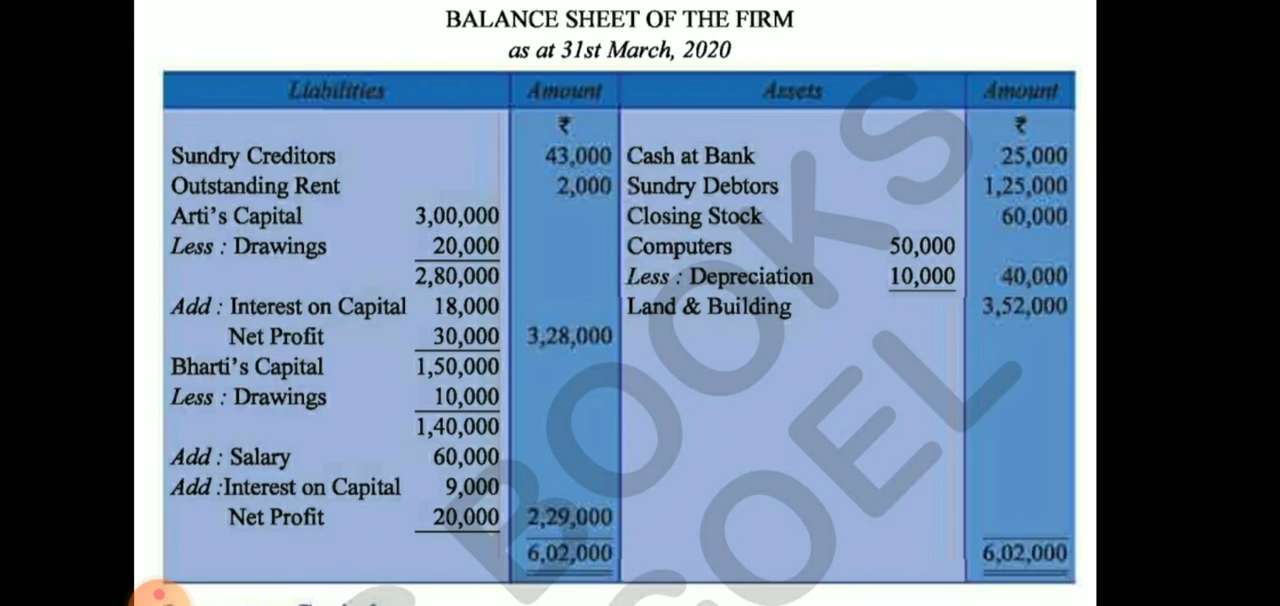 BALANCE SHEET OF THE FIRM
as at 31st March, 2020
Liabilities Amount Assets Amount
₹ ₹
Sundry Creditors 43,000 Cash at Bank 25,000
Outstanding Rent 2,000 Sundry Debtors 1,25,000
Arti's Capital 3,00,000 Closing Stock 60,000
Less : Drawings 20,000 Computers 50,000
2,80,000 Less : Depreciation 10,000 40,000
Add : Interest on Capital 18,000 Land & Building 3,52,000
Net Profit 30,000 3,28,000
Bharti's Capital 1,50,000
Less : Drawings 10,000
1,40,000
Add : Salary 60,000
Add :Interest on Capital 9,000
Net Profit 20,000 2,29,000
6,02,000 6,02,000
BOOKS
GOEL